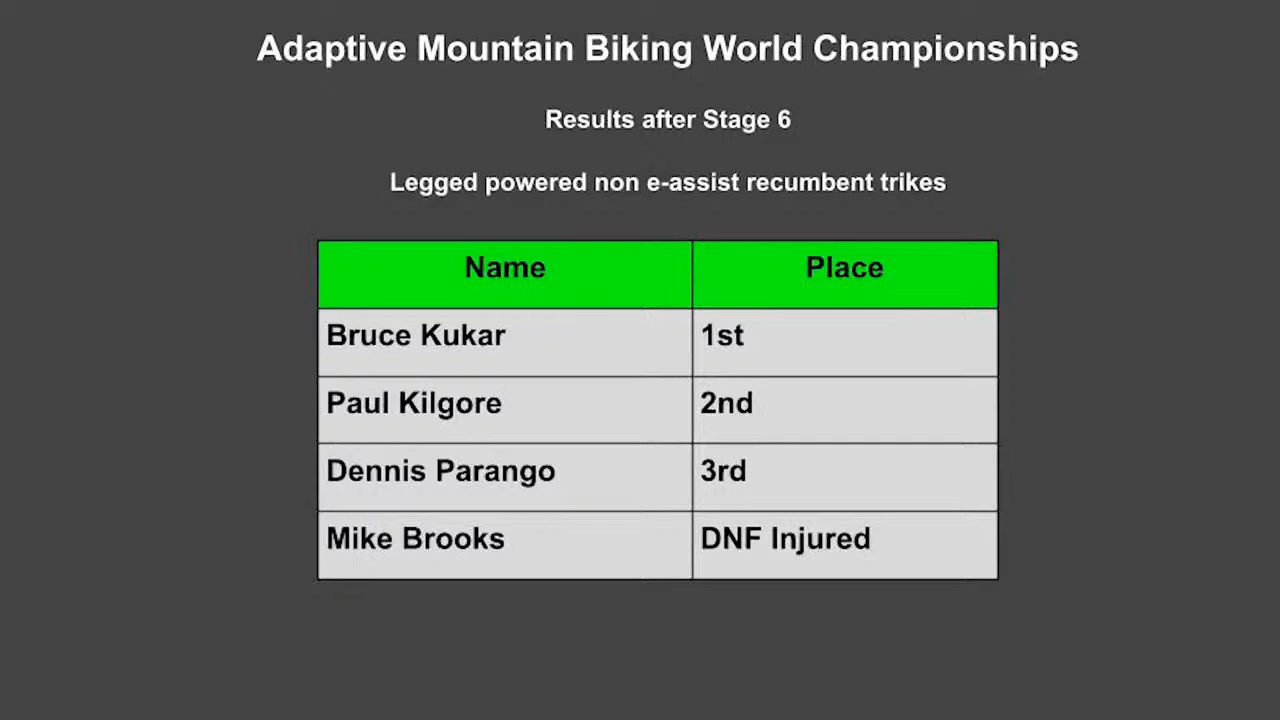 Adaptive Mountain Biking World Championships
Results after Stage 6
Legged powered non e-assist recumbent trikes
Name Place
Bruce Kukar 1st
Paul Kilgore 2nd
Dennis Parango 3rd
Mike Brooks DNF Injured